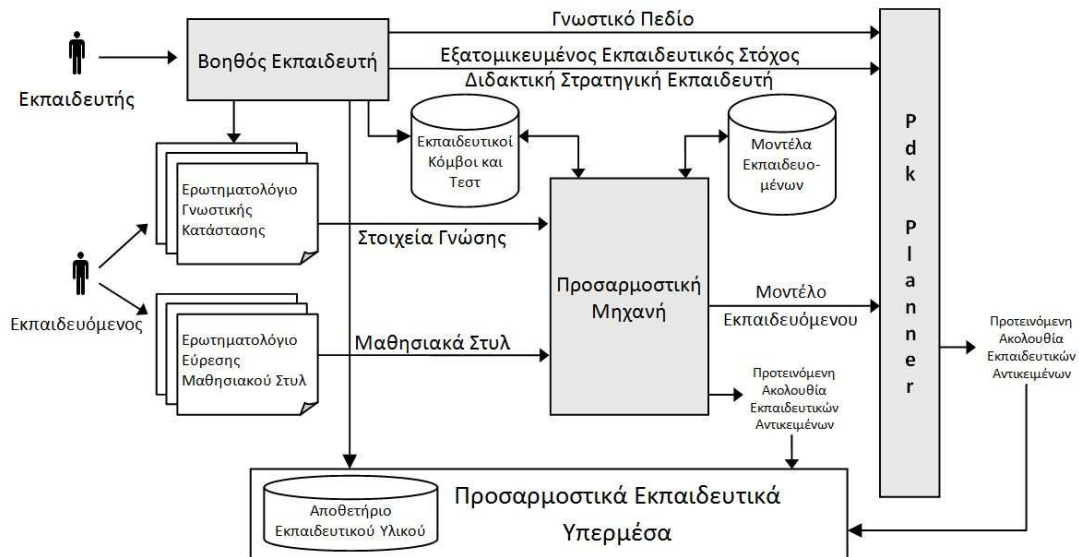 Γνωστικό Πεδίο
Βοηθός Εκπαιδευτή
Εξατομικευμένος Εκπαιδευτικός Στόχος
Διδακτική Στρατηγική Εκπαιδευτή
Εκπαιδευτής
Εκπαιδευτικοί
Κόμβοι και
Τεστ
Μοντέλα
Εκπαιδευο-
μένων
Pdk Planner
Ερωτηματολόγιο
Γνωστικής
Κατάστασης
Στοιχεία Γνώσης
Εκπαιδευόμενος
Προσαρμοστική
Μηχανή
Μοντέλο
Εκπαιδευόμενου
Ερωτηματολόγιο
Εύρεσης
Μαθησιακού Στυλ
Μαθησιακά Στυλ
Προτεινόμενη
Ακολουθία
Εκπαιδευτικών
Αντικειμένων
Προτεινόμενη
Ακολουθία
Εκπαιδευτικών
Αντικειμένων
Αποθετήριο
Εκπαιδευτικού Υλικού
Προσαρμοστικά Εκπαιδευτικά
Υπερμέσα